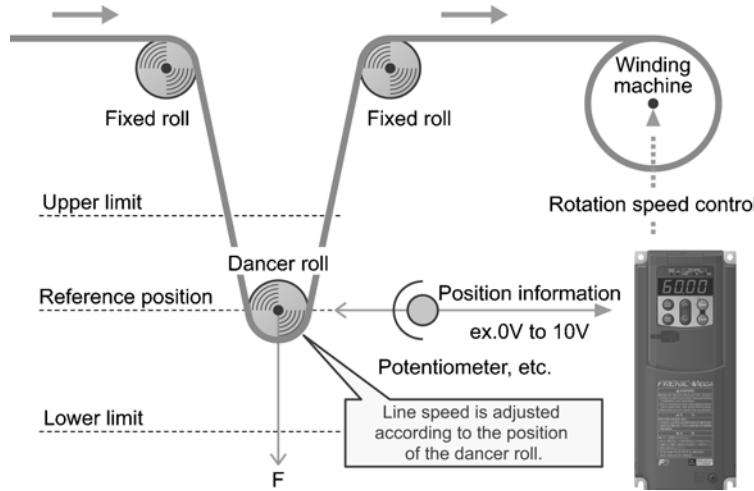 Fixed roll
Fixed roll
Winding
machine
Upper limit
Rotation speed control
Dancer roll
Reference position
Position information
ex.0V to 10V
Potentiometer, etc.
Lower limit
Line speed is adjusted
according to the position
of the dancer roll.
F
60.00
FRENIC-MEGA